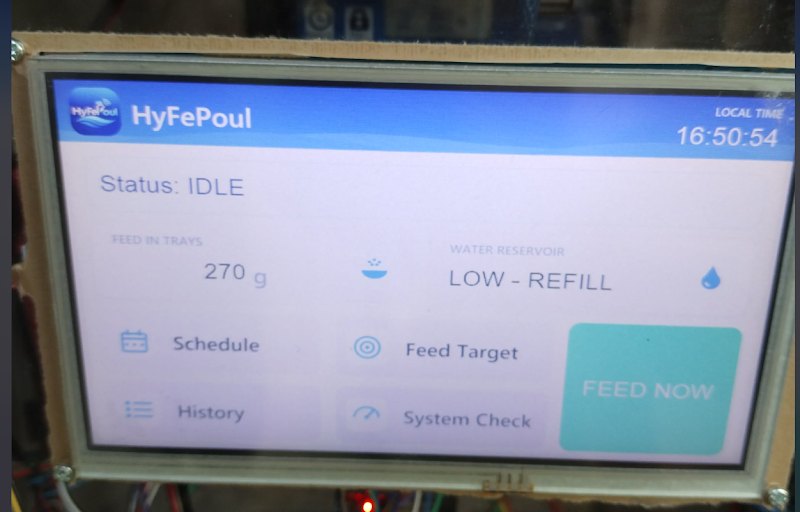 HyFePoul
HyFePoul
LOCAL TIME
16:50:54
Status: IDLE
FEED IN TRAYS
270 g
WATER RESERVOIR
LOW - REFILL
Schedule
Feed Target
FEED NOW
History
System Check